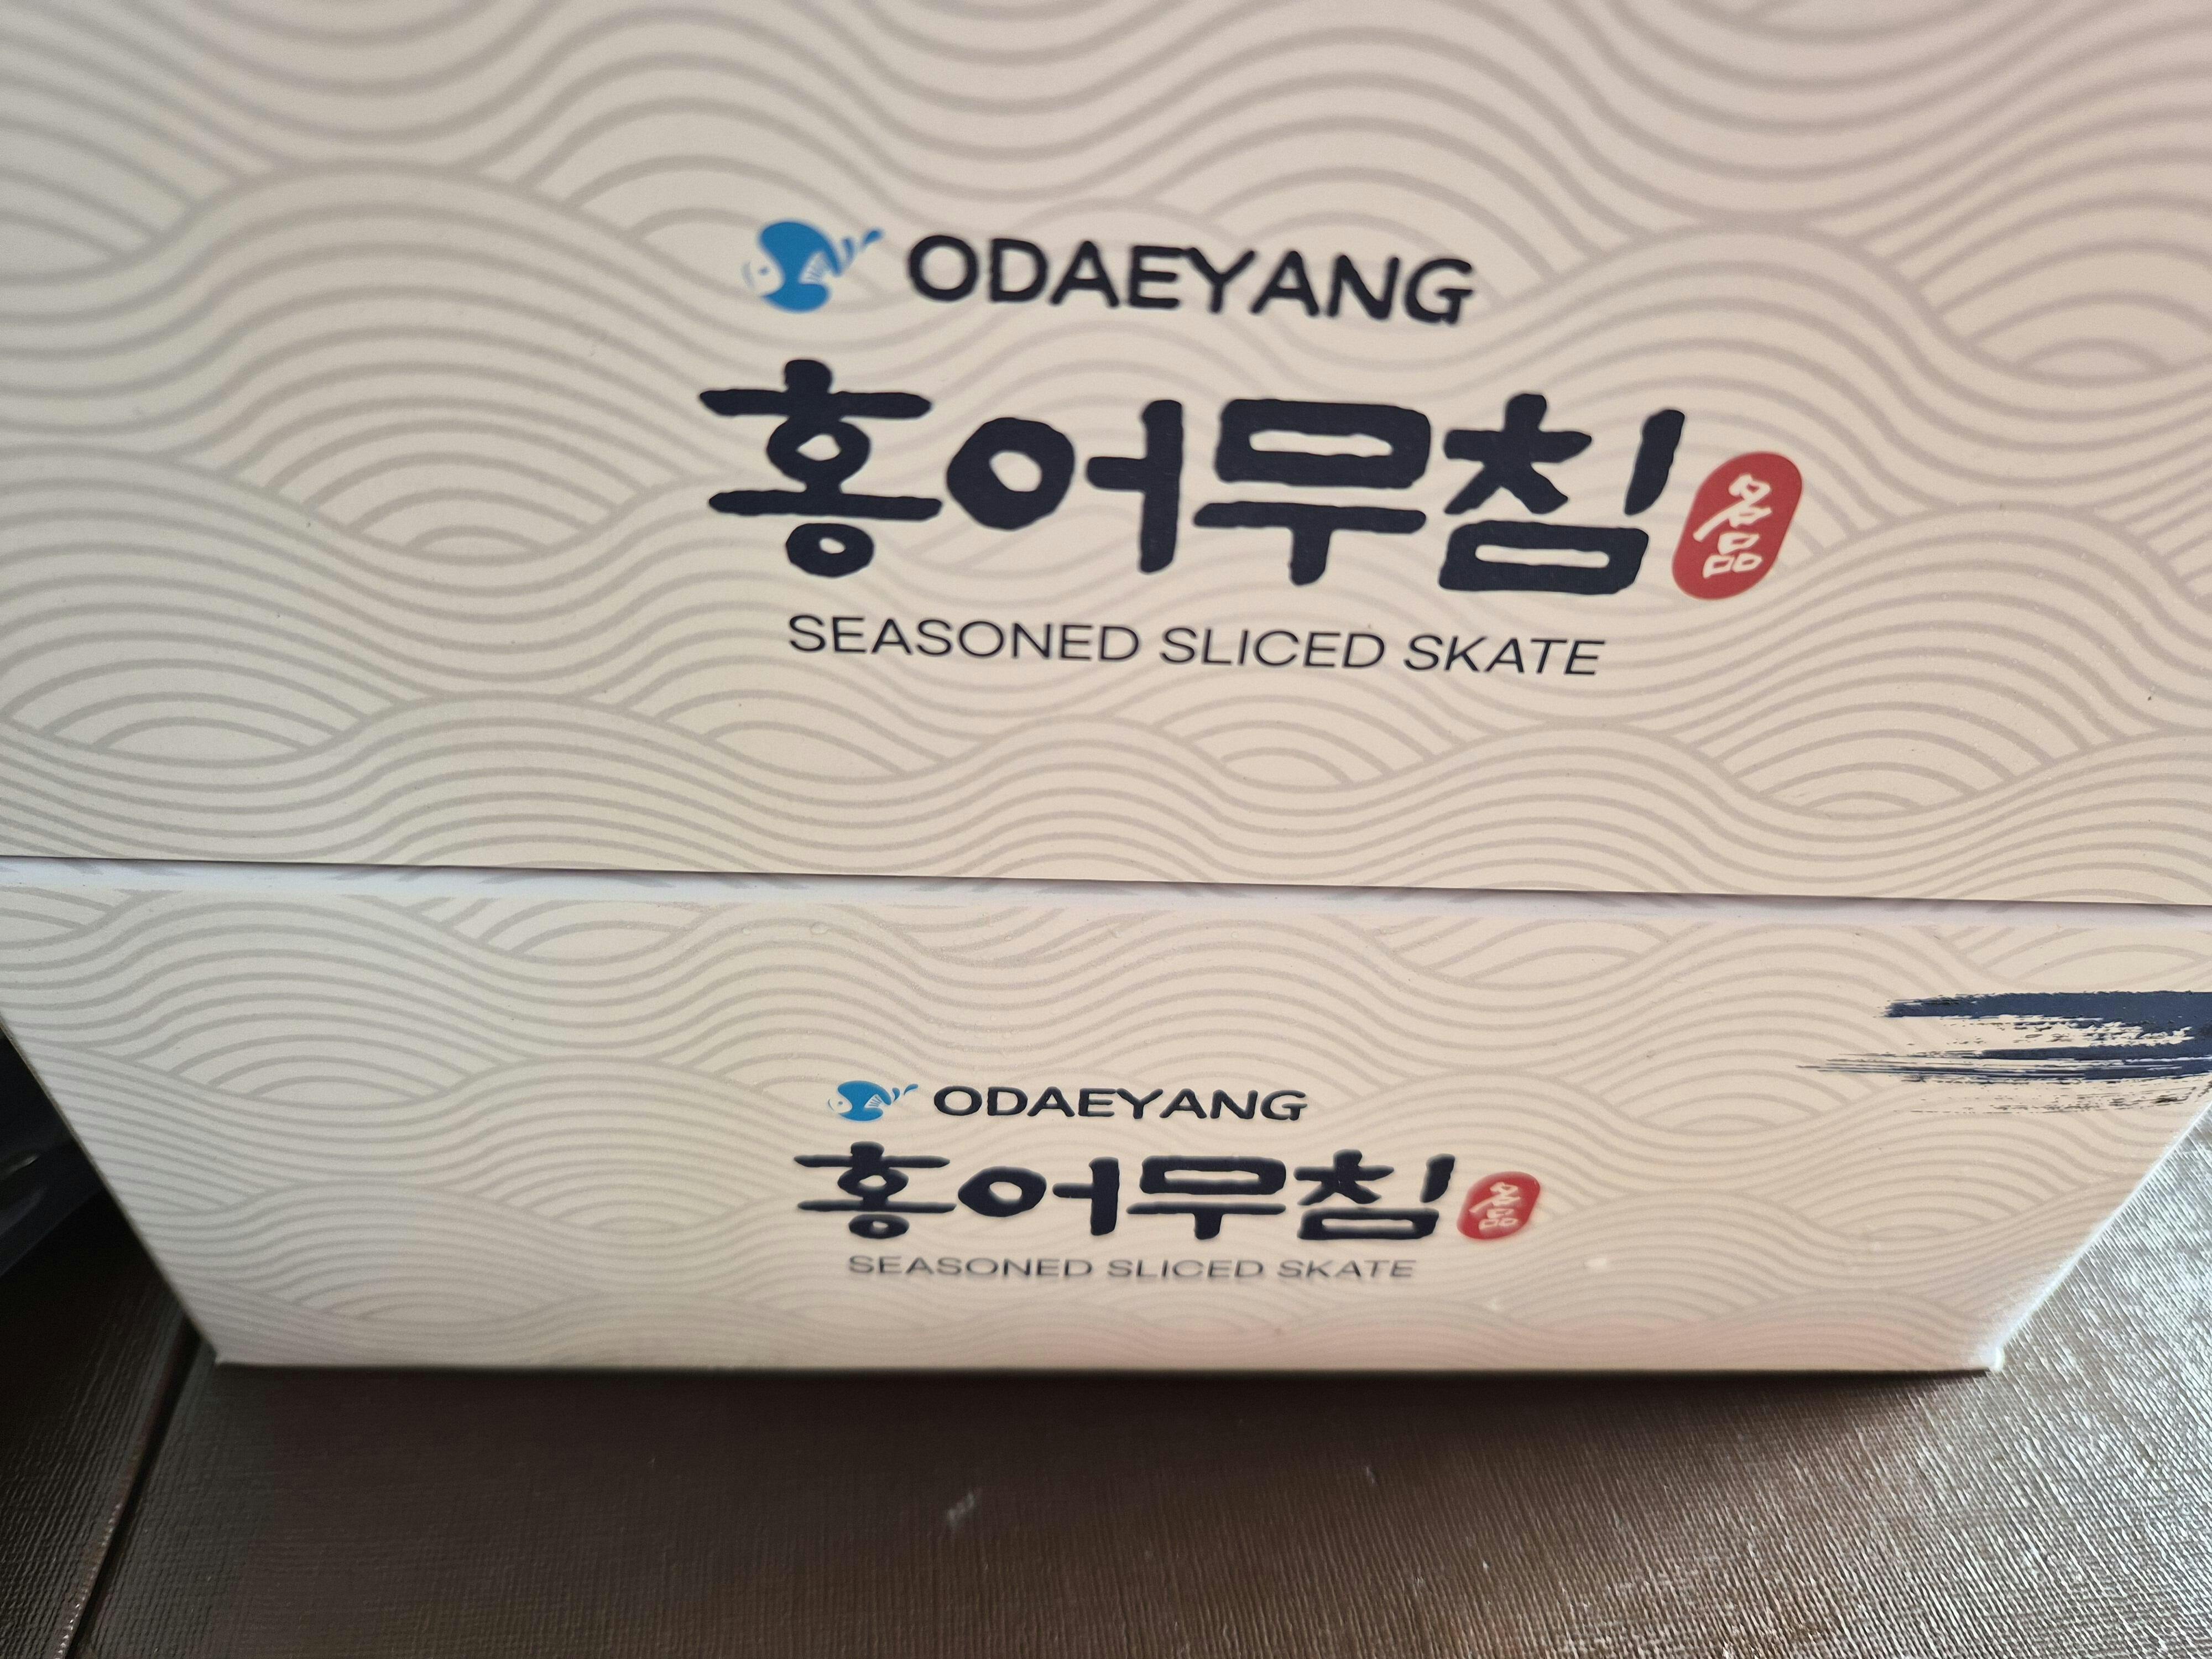 ODAEYANG
홍어무침 名品
SEASONED SLICED SKATE
ODAEYANG
홍어무침 名品
SEASONED SLICED SKATE